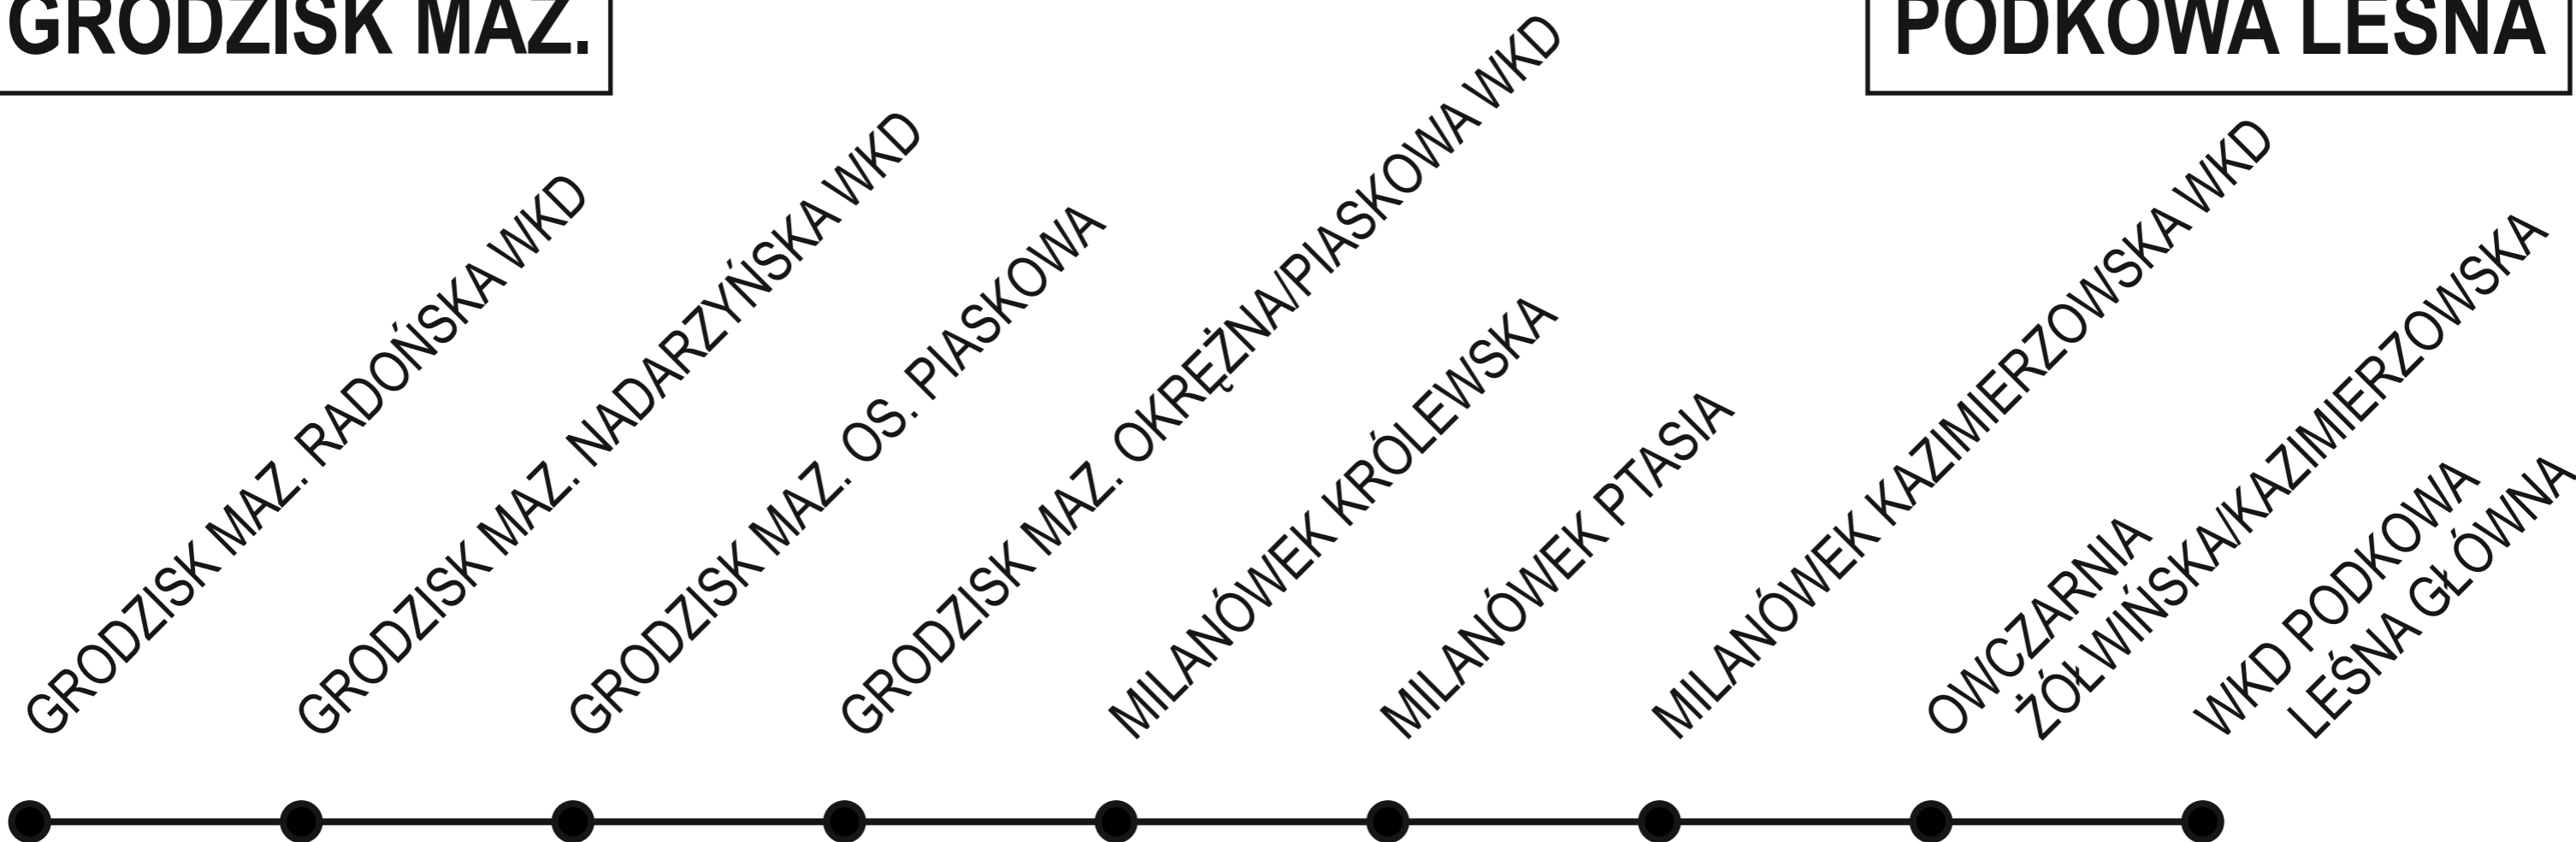 GRODZISK MAZ.
PODKOWA LEŚNA
GRODZISK MAZ. RADOŃSKA WKD
GRODZISK MAZ. NADARZYŃSKA WKD
GRODZISK MAZ. OS. PIASKOWA
GRODZISK MAZ. OKRĘŻNA/PIASKOWA WKD
MILANÓWEK KRÓLEWSKA
MILANÓWEK PTASIA
MILANÓWEK KAZIMIERZOWSKA WKD
OWCZARNIA
ŻÓŁWIŃSKA/KAZIMIERZOWSKA
WKD PODKOWA
LEŚNA GŁÓWNA